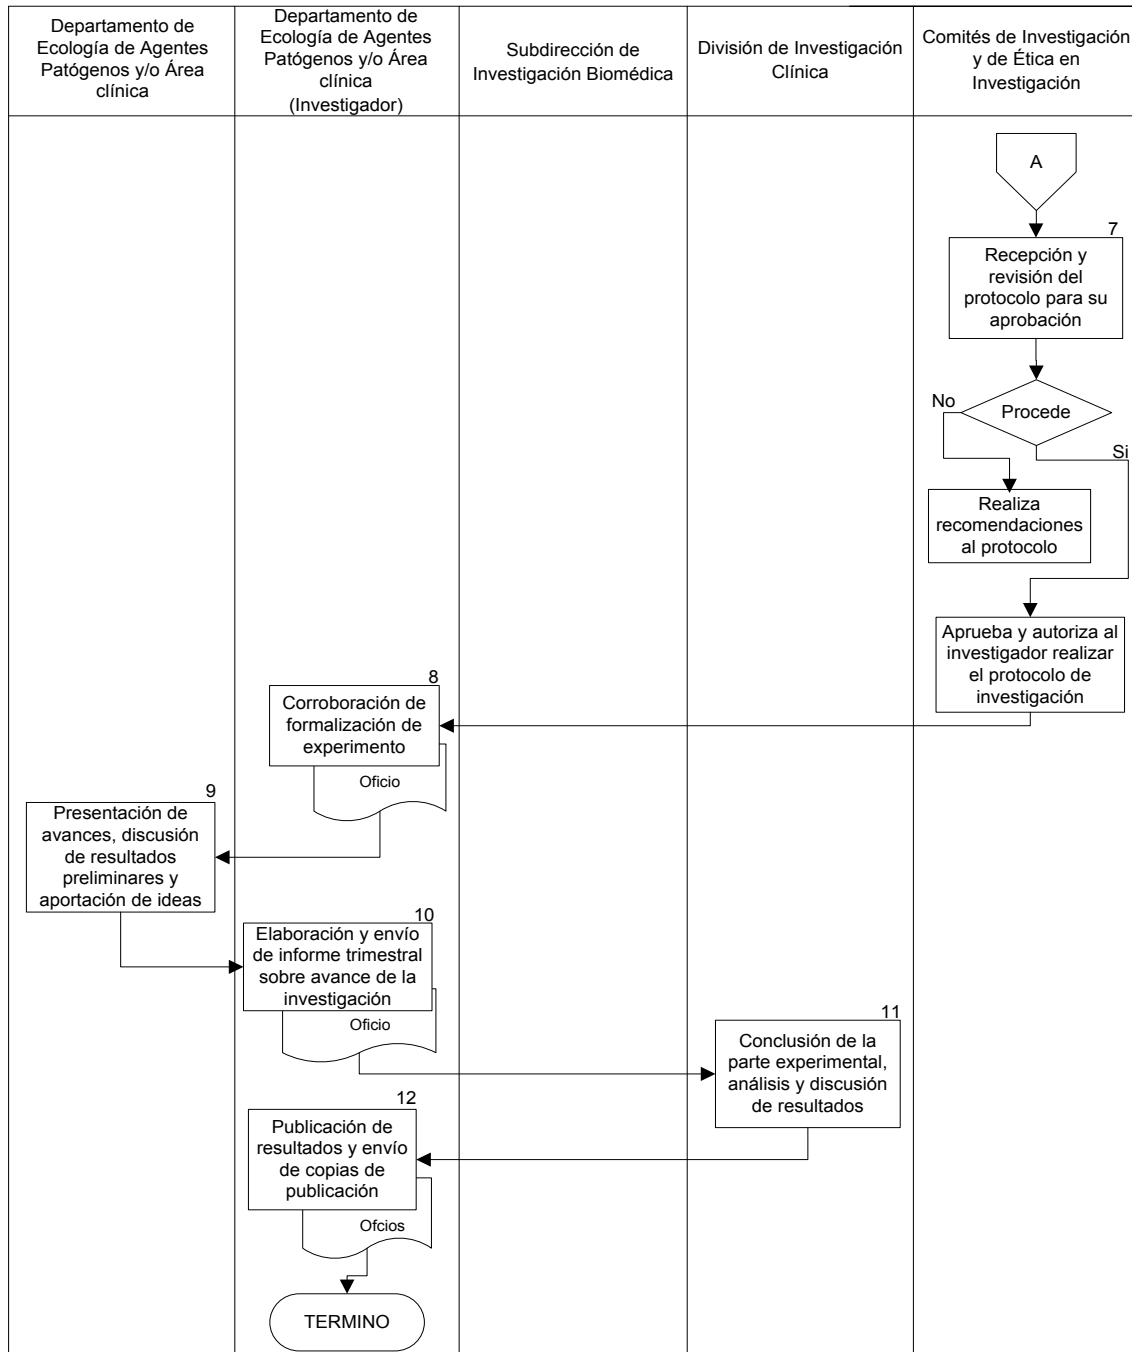 Departamento de
Ecología de Agentes
Patógenos y/o Área
clínica
Departamento de
Ecología de Agentes
Patógenos y/o Área
clínica
(Investigador)
Subdirección de
Investigación Biomédica
División de Investigación
Clínica
Comités de Investigación
y de Ética en
Investigación
A
7
Recepción y
revisión del
protocolo para su
aprobación
Procede
No
Si
Realiza
recomendaciones
al protocolo
Aprueba y autoriza al
investigador realizar
el protocolo de
investigación
8
Corroboración de
formalización de
experimento
Oficio
9
Presentación de
avances, discusión
de resultados
preliminares y
aportación de ideas
10
Elaboración y envío
de informe trimestral
sobre avance de la
investigación
Oficio
11
Conclusión de la
parte experimental,
análisis y discusión
de resultados
12
Publicación de
resultados y envío
de copias de
publicación
Ofcios
TERMINO